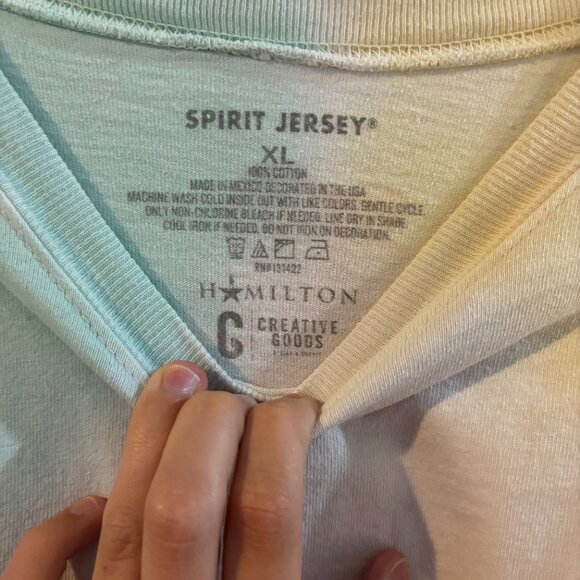 SPIRIT JERSEY®
XL
100% COTTON
MADE IN MEXICO DECORATED IN THE USA
MACHINE WASH COLD INSIDE OUT WITH LIKE COLORS. GENTLE CYCLE.
ONLY NON-CHLORINE BLEACH IF NEEDED. LINE DRY IN SHADE.
COOL IRON IF NEEDED. DO NOT IRON ON DECORATION.
RN#131422
HAMILTON
G CREATIVE
GOODS